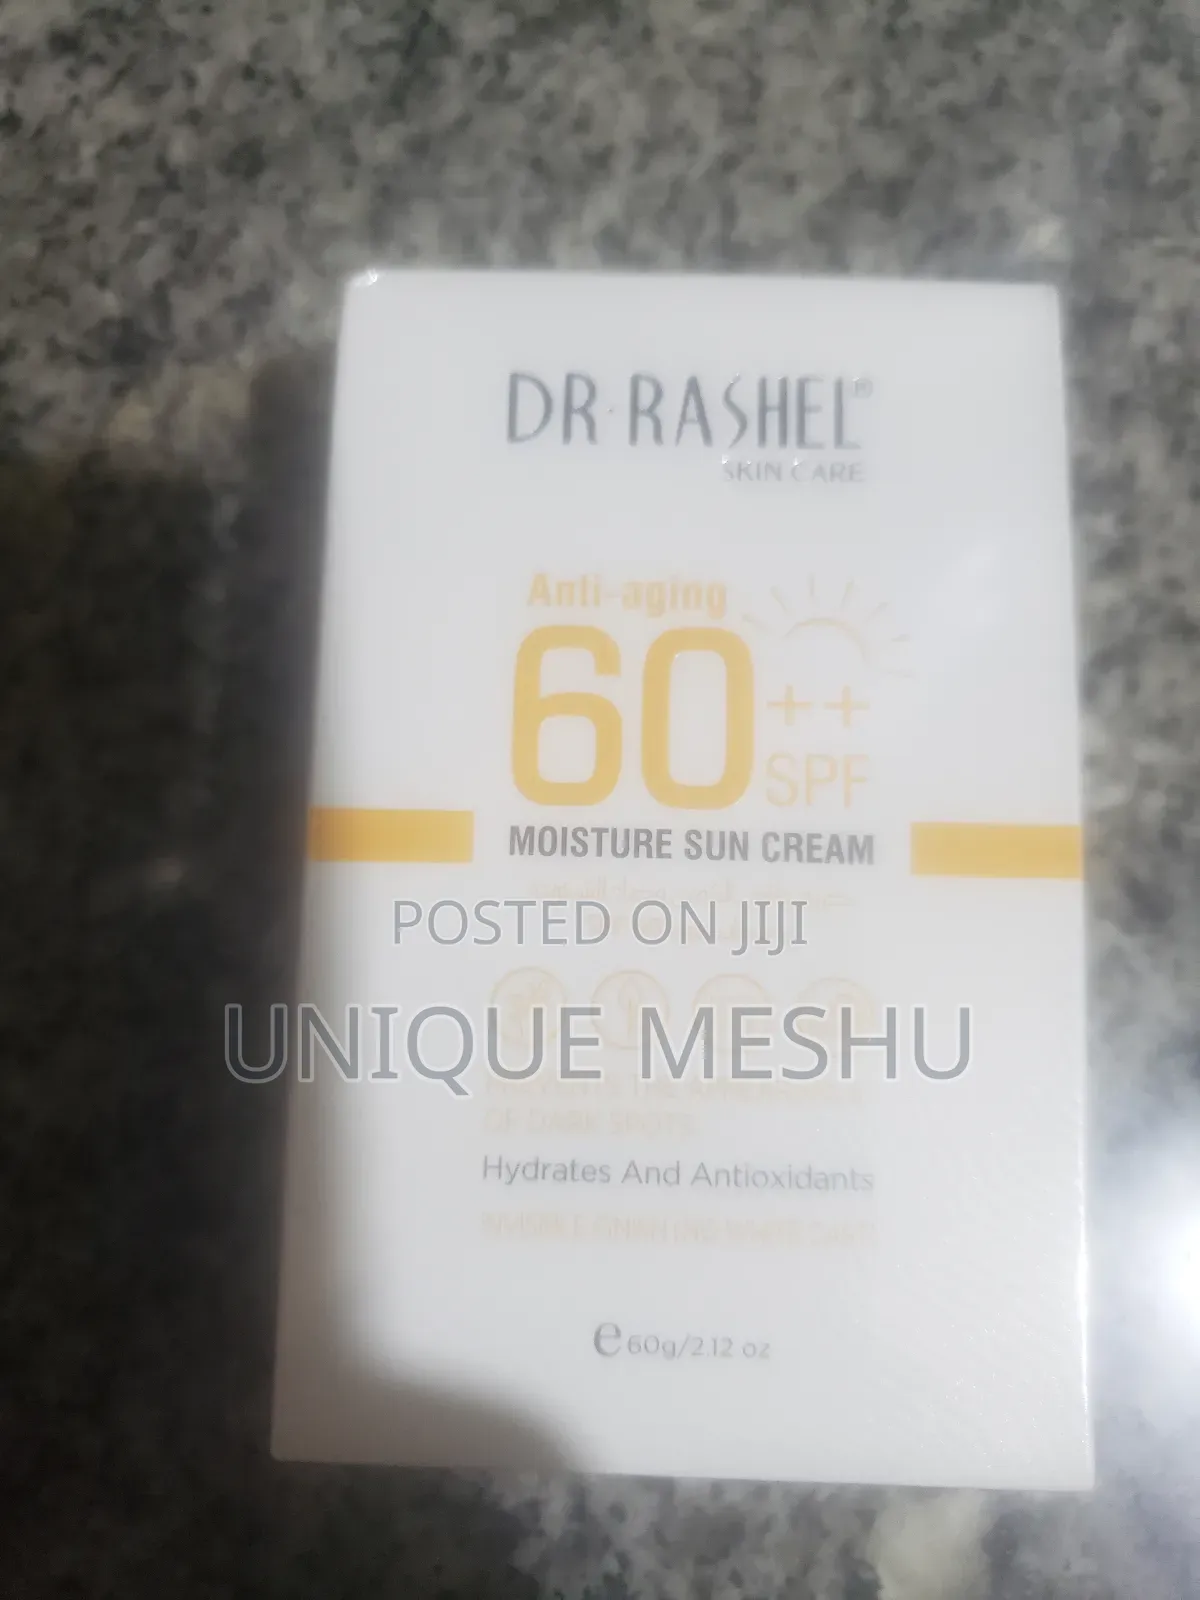 DR·RASHEL®
SKIN CARE
Anti-aging
60++
SPF
MOISTURE SUN CREAM
POSTED ON JIJI
UNIQUE MESHU
OF DARK SPOTS
Hydrates And Antioxidants
e 60g/2.12 oz